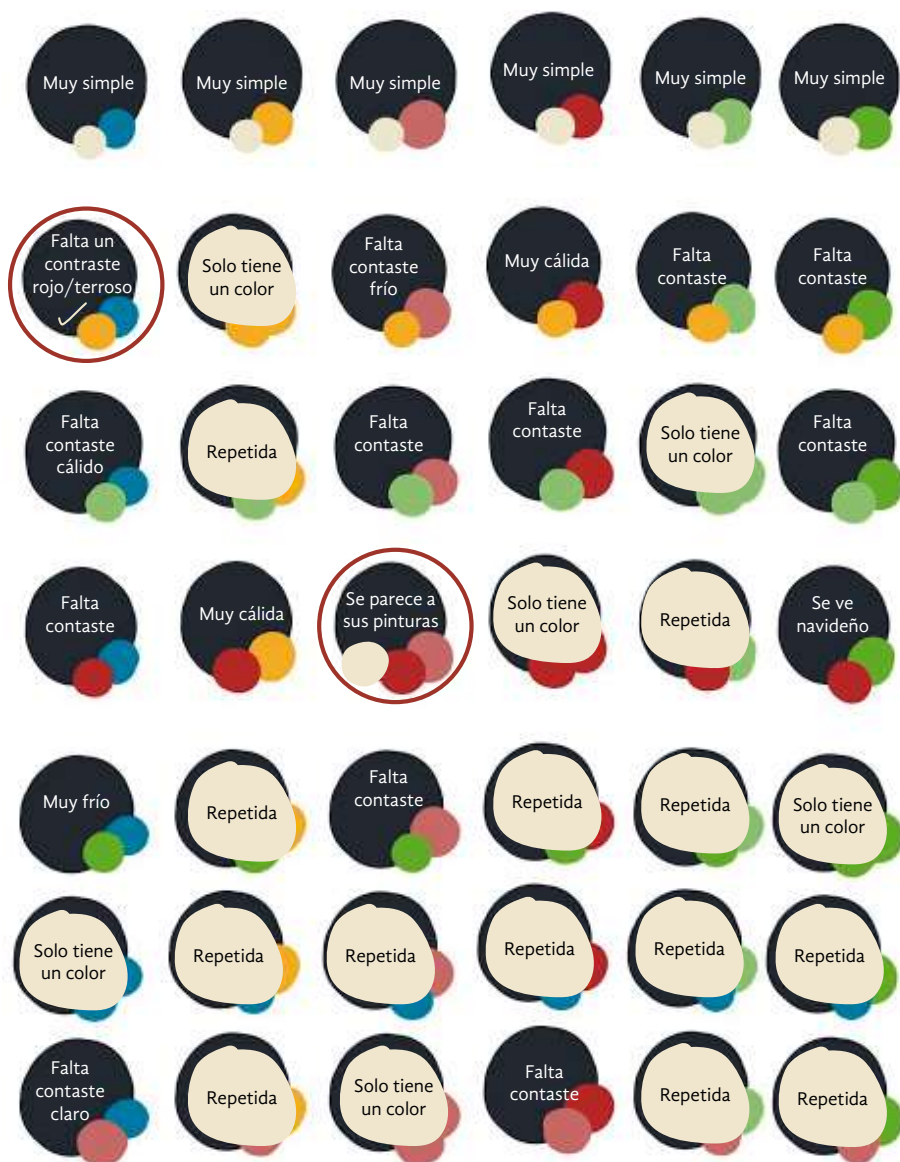 Muy simple
Muy simple
Muy simple
Muy simple
Muy simple
Muy simple
Falta un
contraste
rojo/terroso
Solo tiene
un color
Falta
contaste
frío
Muy cálida
Falta
contaste
Falta
contaste
Falta
contaste
cálido
Repetida
Falta
contaste
Falta
contaste
Solo tiene
un color
Falta
contaste
Falta
contaste
Muy cálida
Se parece a
sus pinturas
Solo tiene
un color
Repetida
Se ve
navideño
Muy frío
Repetida
Falta
contaste
Repetida
Repetida
Solo tiene
un color
Solo tiene
un color
Repetida
Repetida
Repetida
Repetida
Repetida
Falta
contaste
claro
Repetida
Solo tiene
un color
Falta
contaste
Repetida
Repetida